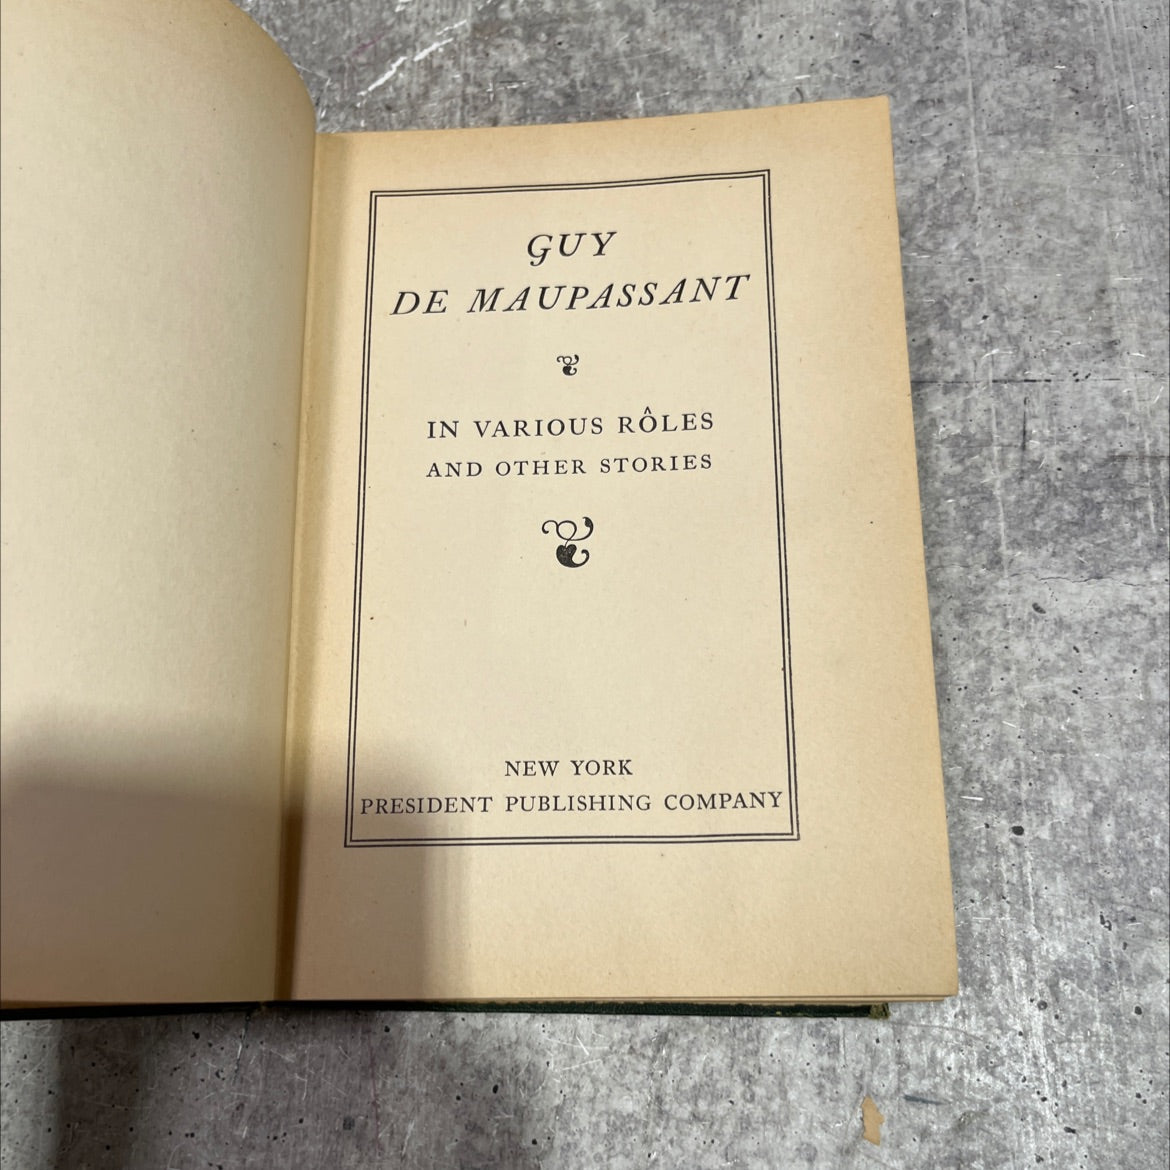 GUY
DE MAUPASSANT
IN VARIOUS RÔLES
AND OTHER STORIES
NEW YORK
PRESIDENT PUBLISHING COMPANY